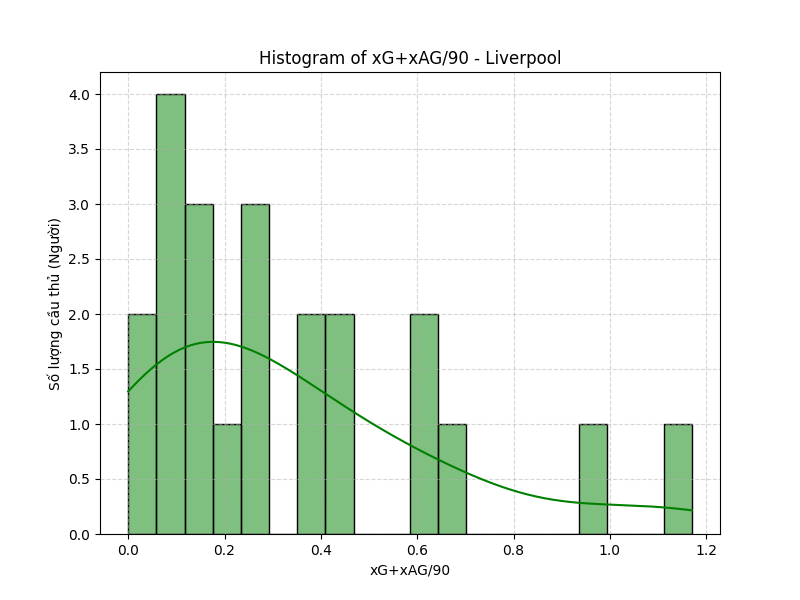 Histogram of xG+xAG/90 - Liverpool
Số lượng cầu thủ (Người)
4.0
3.5
3.0
2.5
2.0
1.5
1.0
0.5
0.0
0.0 0.2 0.4 0.6 0.8 1.0 1.2
xG+xAG/90